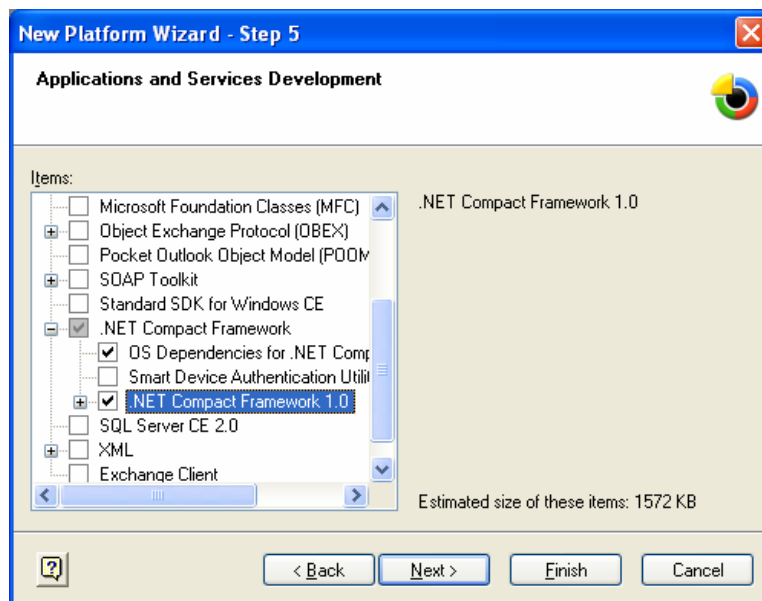 New Platform Wizard - Step 5
Applications and Services Development
Items:
Microsoft Foundation Classes (MFC)
Object Exchange Protocol (OBEX)
Pocket Outlook Object Model (POOM
SOAP Toolkit
Standard SDK for Windows CE
.NET Compact Framework
OS Dependencies for .NET Comp
Smart Device Authentication Utili
.NET Compact Framework 1.0
SQL Server CE 2.0
XML
Exchange Client
.NET Compact Framework 1.0
Estimated size of these items: 1572 KB
< Back Next > Finish Cancel